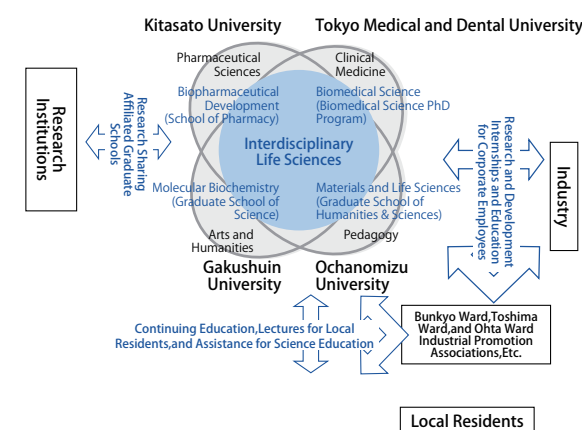 Kitasato University
Tokyo Medical and Dental University
Pharmaceutical
Sciences
Clinical
Medicine
Biopharmaceutical
Development
(School of Pharmacy)
Biomedical Science
(Biomedical Science PhD
Program)
Interdisciplinary
Life Sciences
Molecular Biochemistry
(Graduate School of
Science)
Materials and Life Sciences
(Graduate School of
Humanities & Sciences)
Arts and
Humanities
Pedagogy
Gakushuin
University
Ochanomizu
University
Research
Institutions
Research Sharing
Affiliated Graduate
Schools
Research and Development
Internships and Education
for Corporate Employees
Industry
Continuing Education,Lectures for Local
Residents,and Assistance for Science Education
Bunkyo Ward,Toshima
Ward,and Ohta Ward
Industrial Promotion
Associations,Etc.
Local Residents